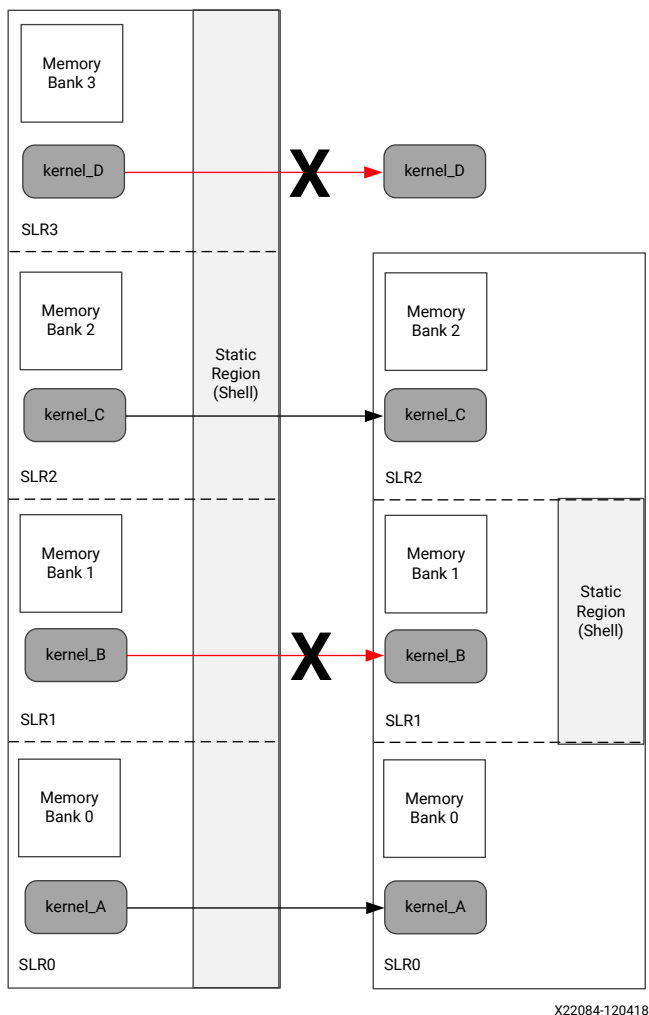 Memory
Bank 3
kernel_D
X
kernel_D
SLR3
Memory
Bank 2
Static
Region
(Shell)
Memory
Bank 2
kernel_C
kernel_C
SLR2
SLR2
Memory
Bank 1
Memory
Bank 1
Static
Region
(Shell)
kernel_B
X
kernel_B
SLR1
SLR1
Memory
Bank 0
Memory
Bank 0
kernel_A
kernel_A
SLR0
SLR0
X22084-120418